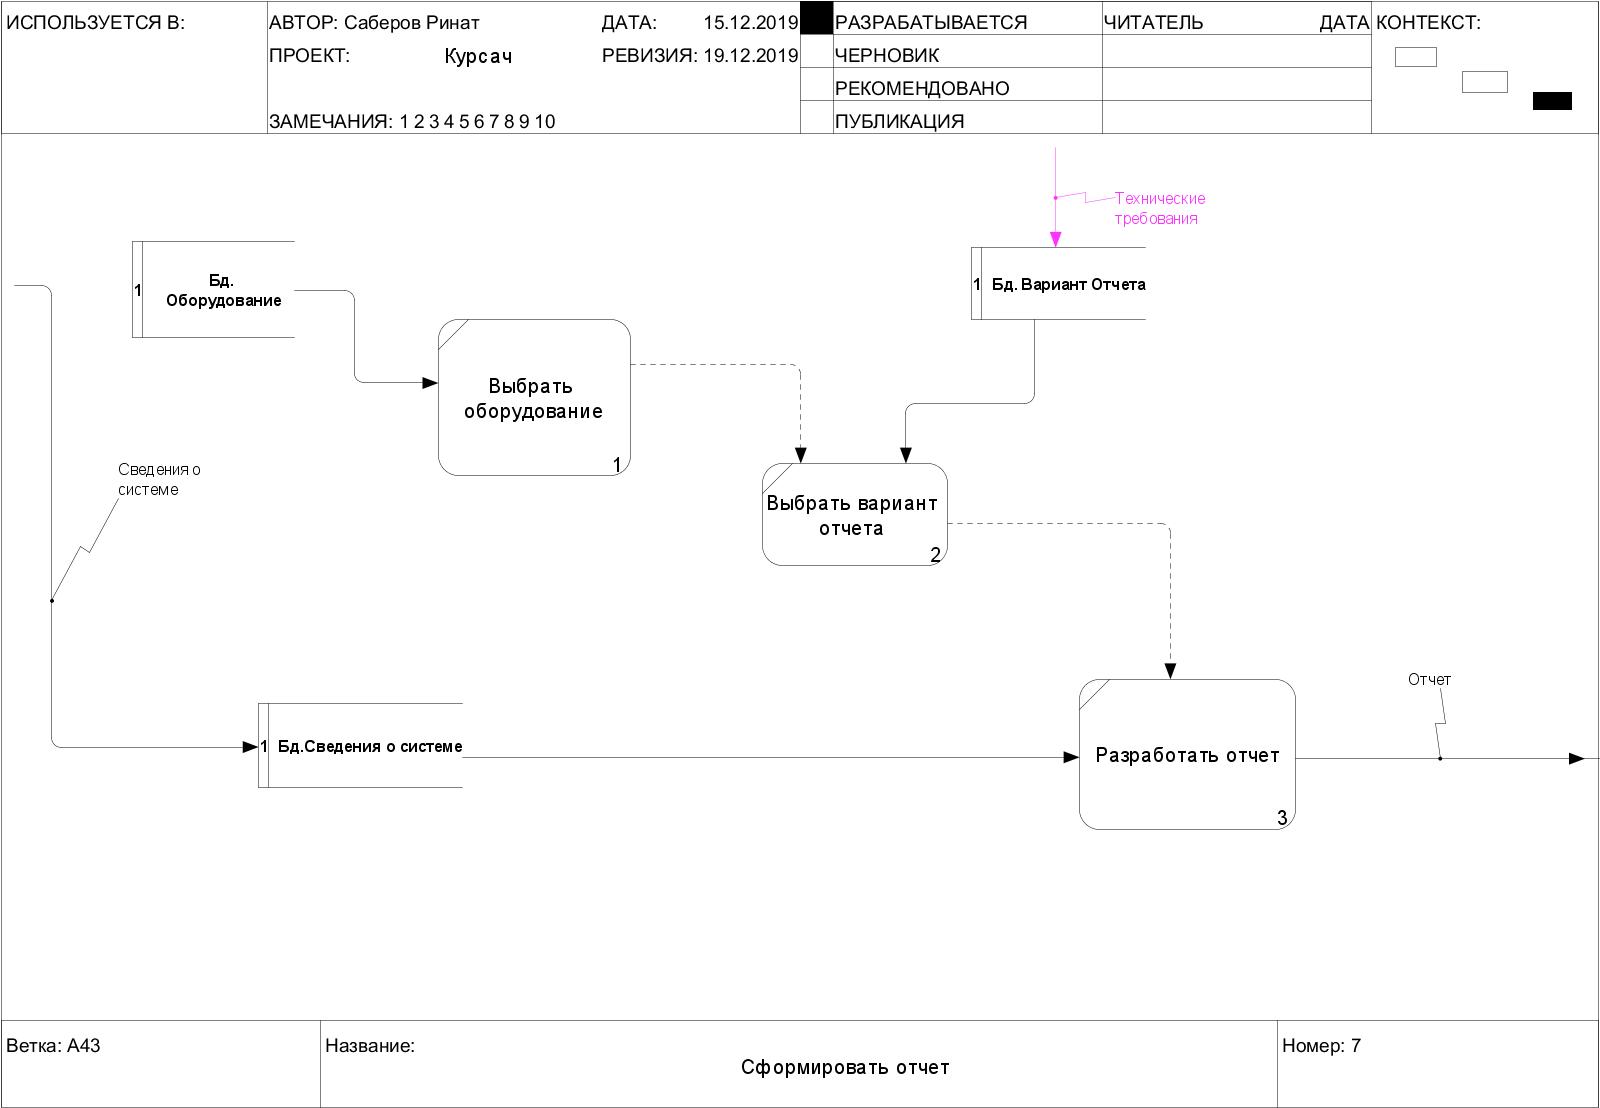 ИСПОЛЬЗУЕТСЯ В:
АВТОР: Саберов Ринат
ДАТА: 15.12.2019
РАЗРАБАТЫВАЕТСЯ
ЧИТАТЕЛЬ
ДАТА
КОНТЕКСТ:
ПРОЕКТ: Курсач
РЕВИЗИЯ: 19.12.2019
ЧЕРНОВИК
РЕКОМЕНДОВАНО
ЗАМЕЧАНИЯ: 1 2 3 4 5 6 7 8 9 10
ПУБЛИКАЦИЯ
Технические
требования
1
Бд.
Оборудование
1
Бд. Вариант Отчета
Выбрать
оборудование
1
Сведения о
системе
Выбрать вариант
отчета
2
1
Бд.Сведения о системе
Разработать отчет
3
Отчет
Ветка: A43
Название:
Сформировать отчет
Номер: 7